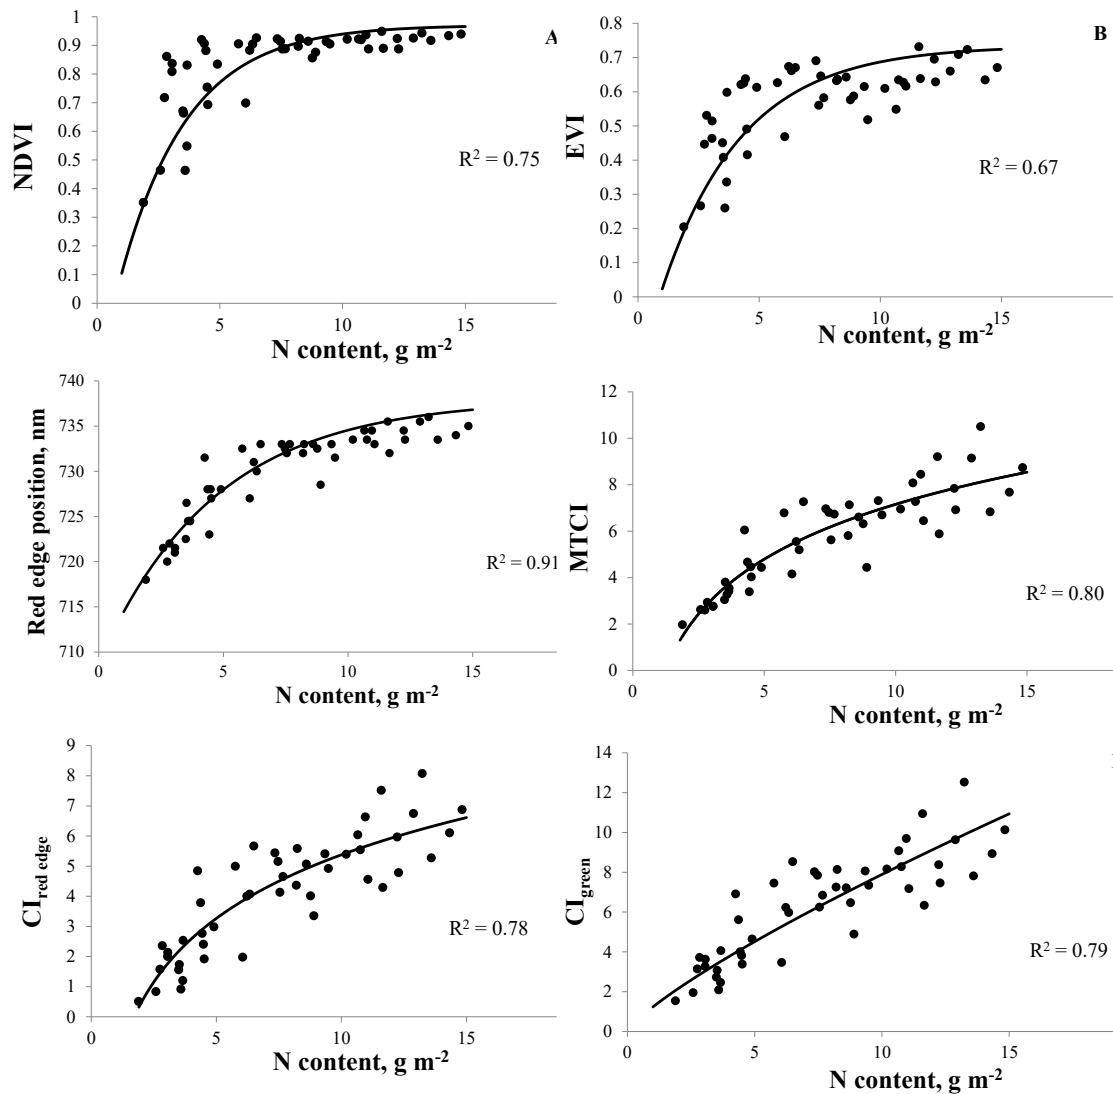 A
NDVI
1
0.9
0.8
0.7
0.6
0.5
0.4
0.3
0.2
0.1
0
R² = 0.75
0 5 10 15
N content, g m⁻²
B
EVI
0.8
0.7
0.6
0.5
0.4
0.3
0.2
0.1
0
R² = 0.67
0 5 10 15
N content, g m⁻²
Red edge position, nm
740
735
730
725
720
715
710
R² = 0.91
0 5 10 15
N content, g m⁻²
MTCI
12
10
8
6
4
2
0
R² = 0.80
0 5 10 15
N content, g m⁻²
CI red edge
9
8
7
6
5
4
3
2
1
0
R² = 0.78
0 5 10 15
N content, g m⁻²
CI green
14
12
10
8
6
4
2
0
R² = 0.79
0 5 10 15
N content, g m⁻²